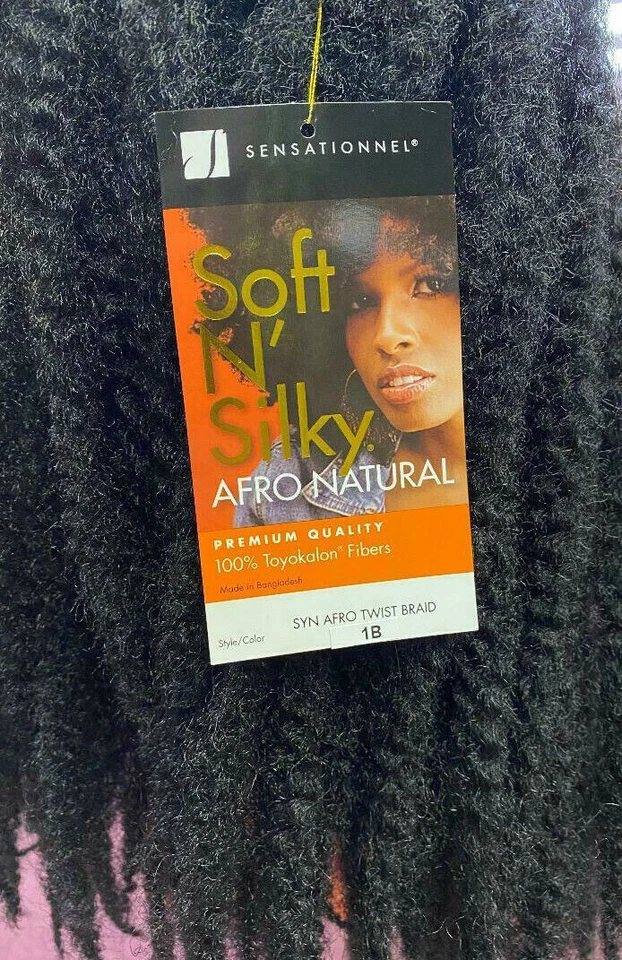 SENSATIONNEL®
Soft
N'
Silky®
AFRO NATURAL
PREMIUM QUALITY
100% Toyokalon® Fibers
Made in Bangladesh
Style/Color SYN AFRO TWIST BRAID
1B